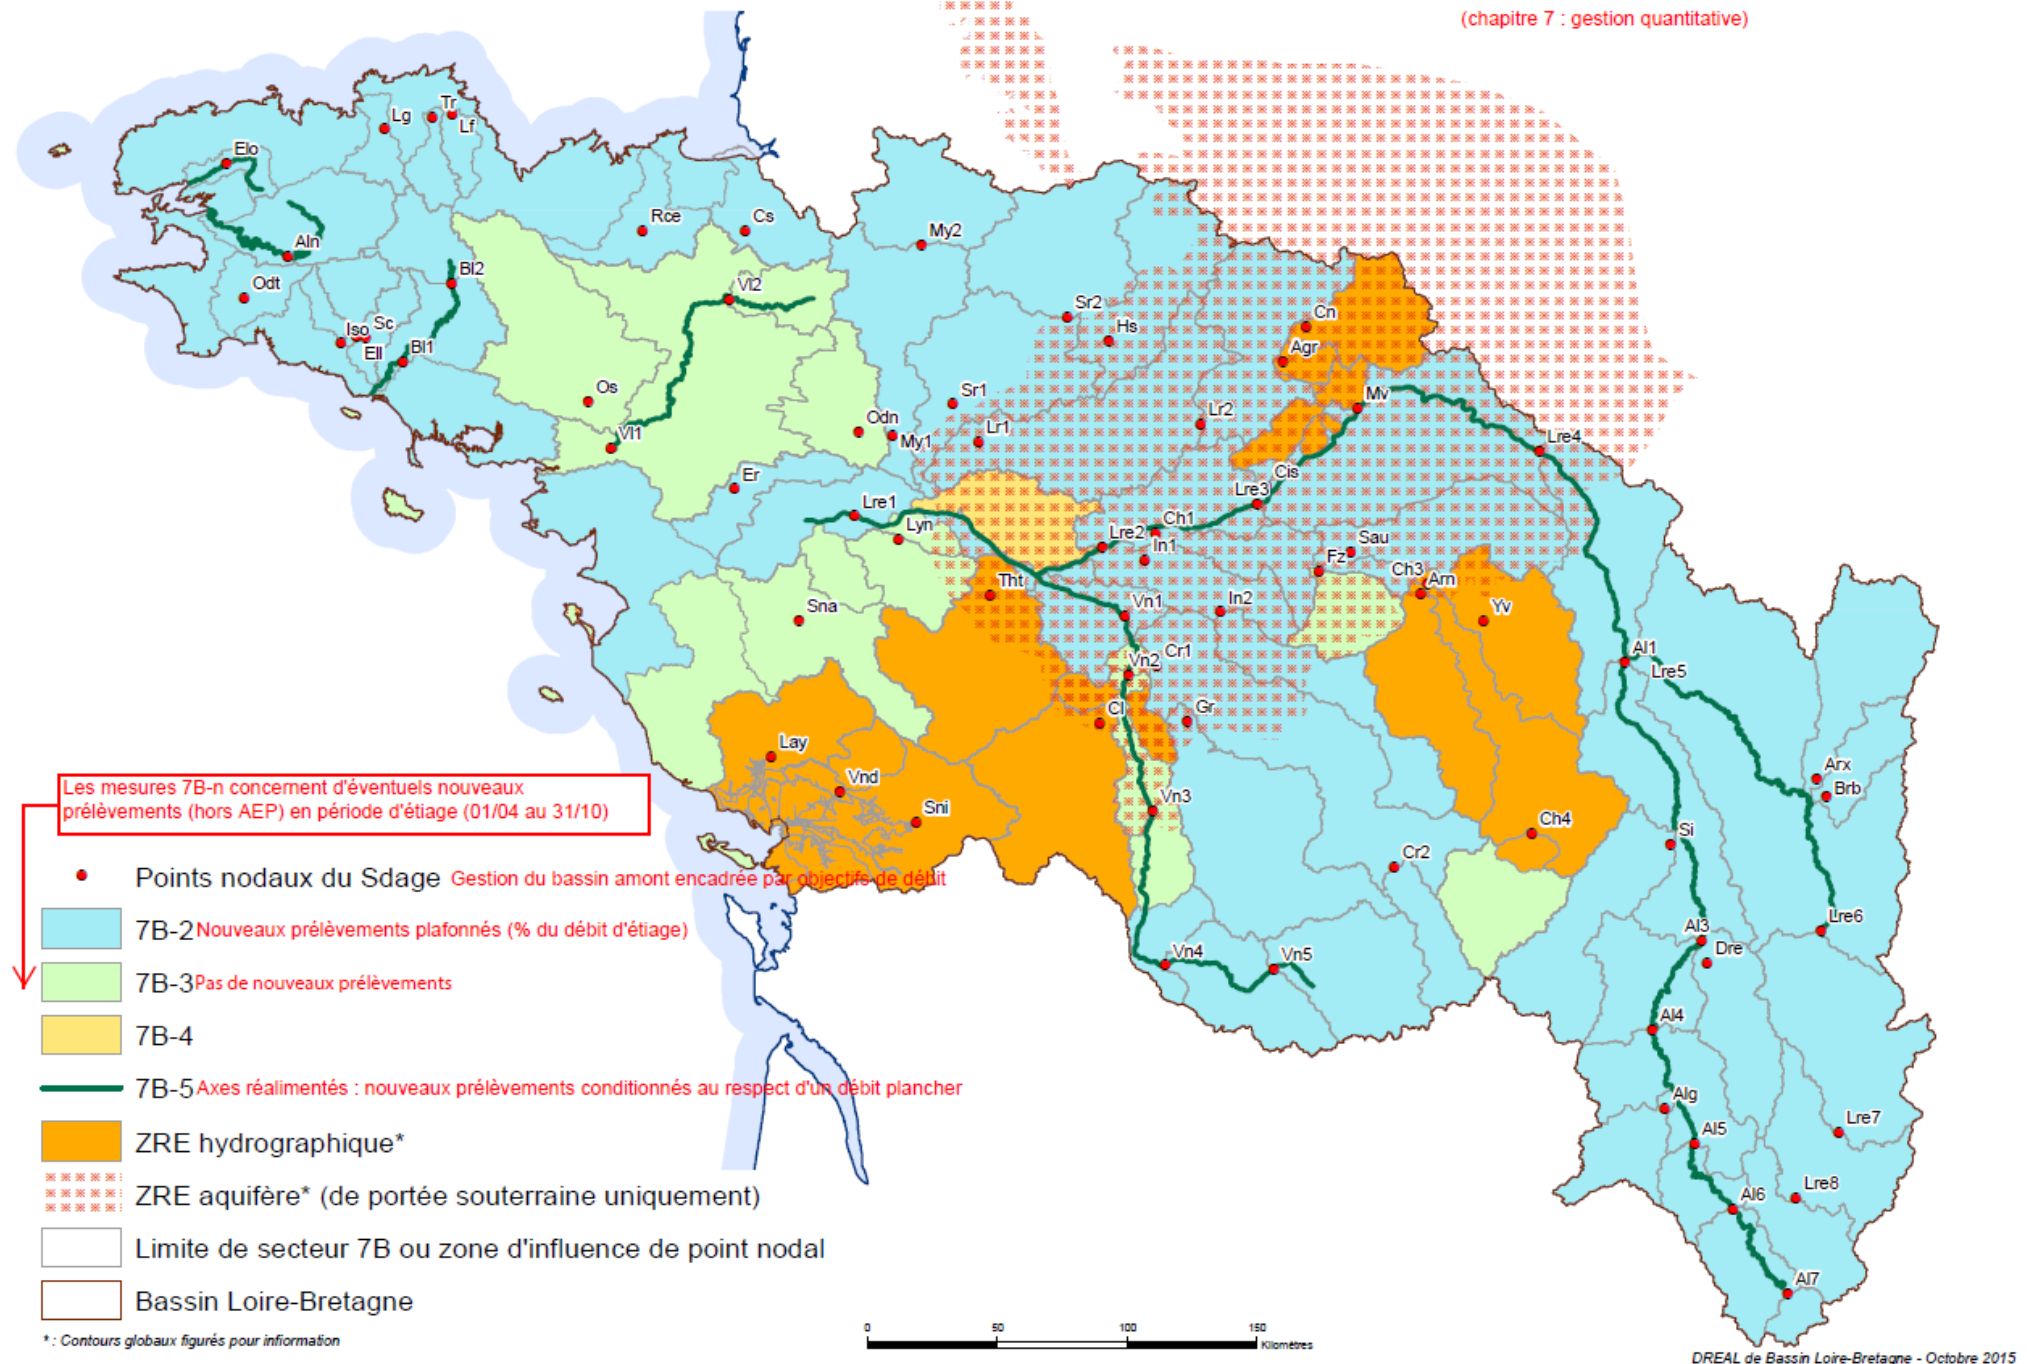 (chapitre 7 : gestion quantitative)
Lg
Tr
Lf
Elo
Aln
Odt
Bl2
Iso
Sc
Ell
Bl1
Rce
Cs
My2
Vl2
Os
Vl1
Odn
My1
Er
Sr2
Hs
Sr1
Lr1
Lr2
Cn
Agr
Mv
Cis
Lre3
Lre4
Lre1
Lyn
Lre2
Ch1
In1
Sau
Fz
Ch3
Arn
Yv
Tht
Sna
Vn1
In2
Vn2
Cr1
Al1
Lre5
Cl
Gr
Lay
Vnd
Sni
Vn3
Arx
Brb
Ch4
Si
Cr2
Lre6
Al3
Dre
Vn4
Vn5
Al4
Alg
Al5
Lre7
Al6
Lre8
Al7
Les mesures 7B-n concernent d'éventuels nouveaux
prélèvements (hors AEP) en période d'étiage (01/04 au 31/10)
Points nodaux du Sdage Gestion du bassin amont encadrée par objectifs de débit
7B-2 Nouveaux prélèvements plafonnés (% du débit d'étiage)
7B-3 Pas de nouveaux prélèvements
7B-4
7B-5 Axes réalimentés : nouveaux prélèvements conditionnés au respect d'un débit plancher
ZRE hydrographique*
ZRE aquifère* (de portée souterraine uniquement)
Limite de secteur 7B ou zone d'influence de point nodal
Bassin Loire-Bretagne
* : Contours globaux figurés pour infiormation
0 50 100 150
Kilomètres
DREAL de Bassin Loire-Bretagne - Octobre 2015